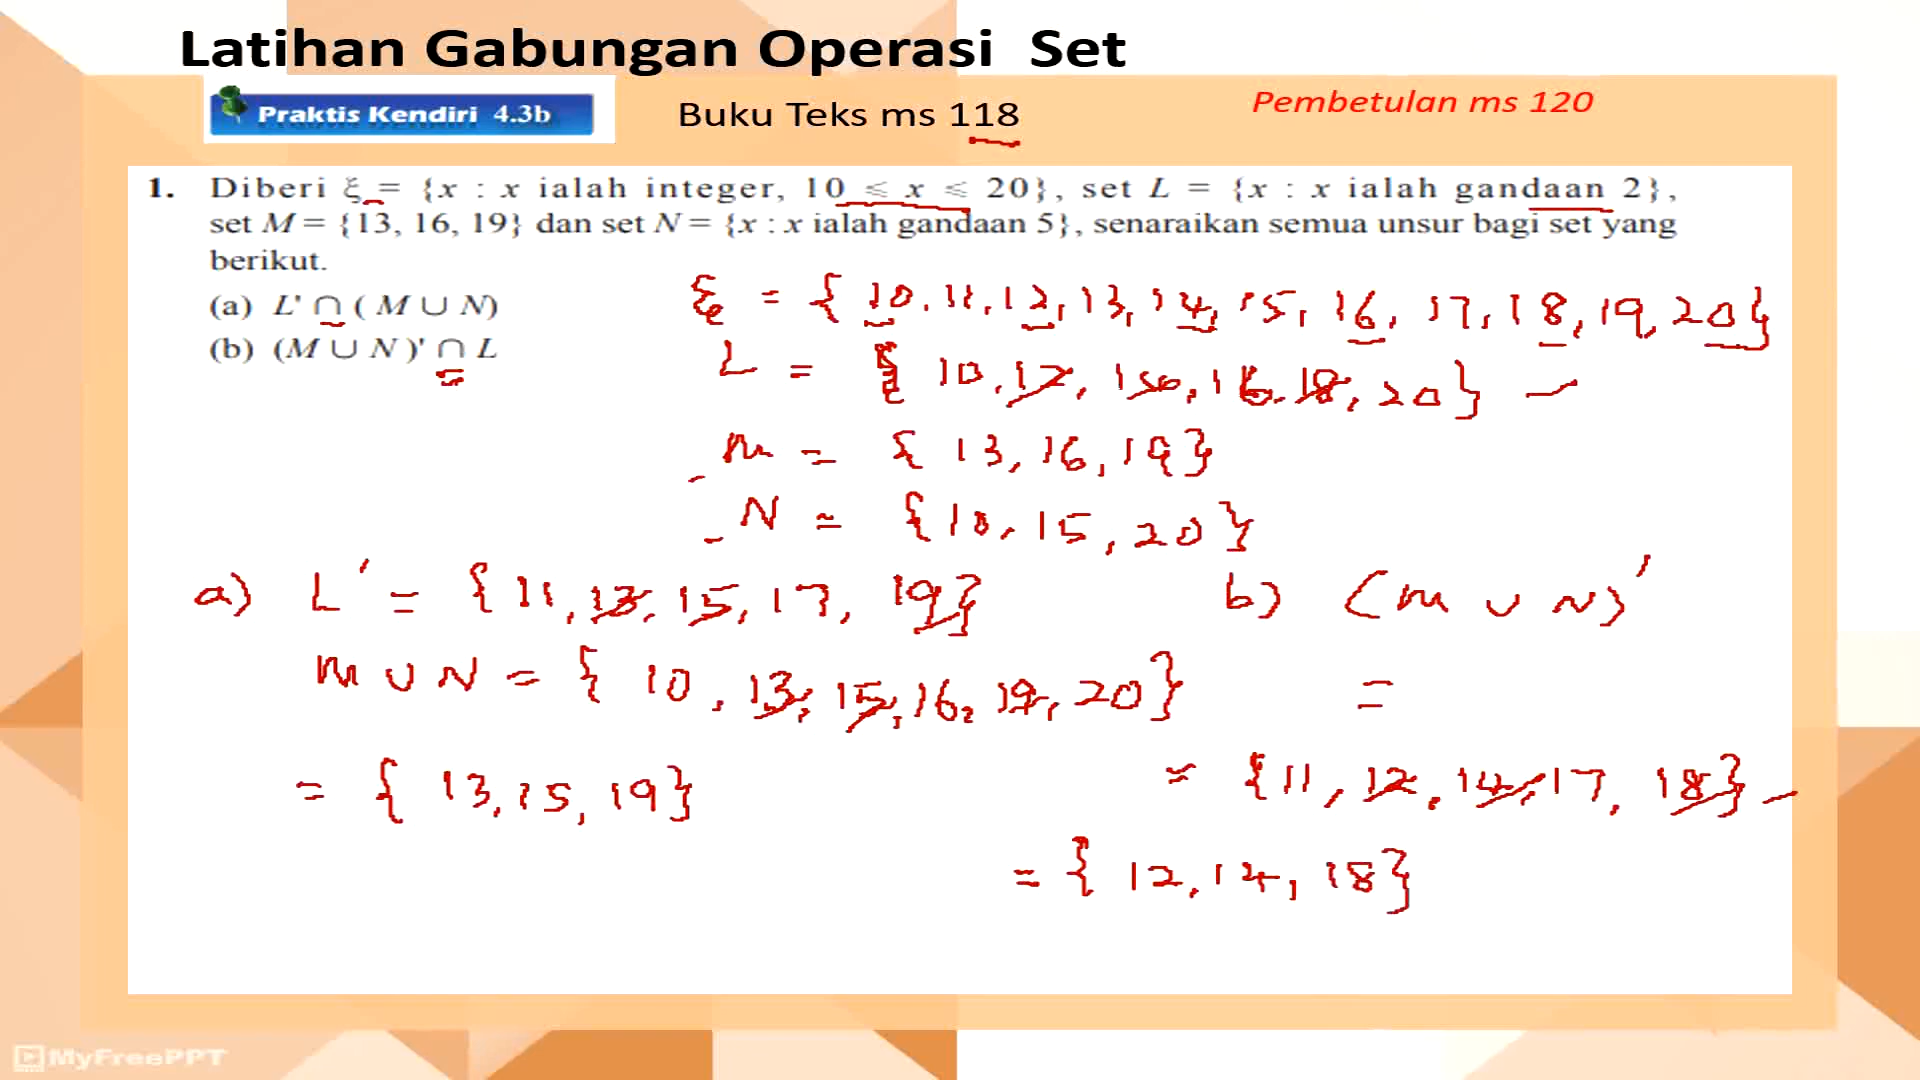 Latihan Gabungan Operasi Set
Praktis Kendiri 4.3b
Buku Teks ms 118
Pembetulan ms 120
1. Diberi ξ = {x : x ialah integer, 10 ⩽ x ⩽ 20}, set L = {x : x ialah gandaan 2},
set M = {13, 16, 19} dan set N = {x : x ialah gandaan 5}, senaraikan semua unsur bagi set yang
berikut.
(a) L' ∩ ( M ∪ N)
(b) (M ∪ N )' ∩ L
ξ = { 10, 11, 12, 13, 14, 15, 16, 17, 18, 19, 20}
L = { 10, 12, 14, 16, 18, 20}
M = { 13, 16, 19}
N = {10, 15, 20}
a) L' = {11, 13, 15, 17, 19}
M ∪ N = { 10, 13, 15, 16, 19, 20}
= { 13, 15, 19}
b) (M ∪ N)'
=
= {11, 12, 14, 17, 18}
= { 12, 14, 18}
MyFreePPT